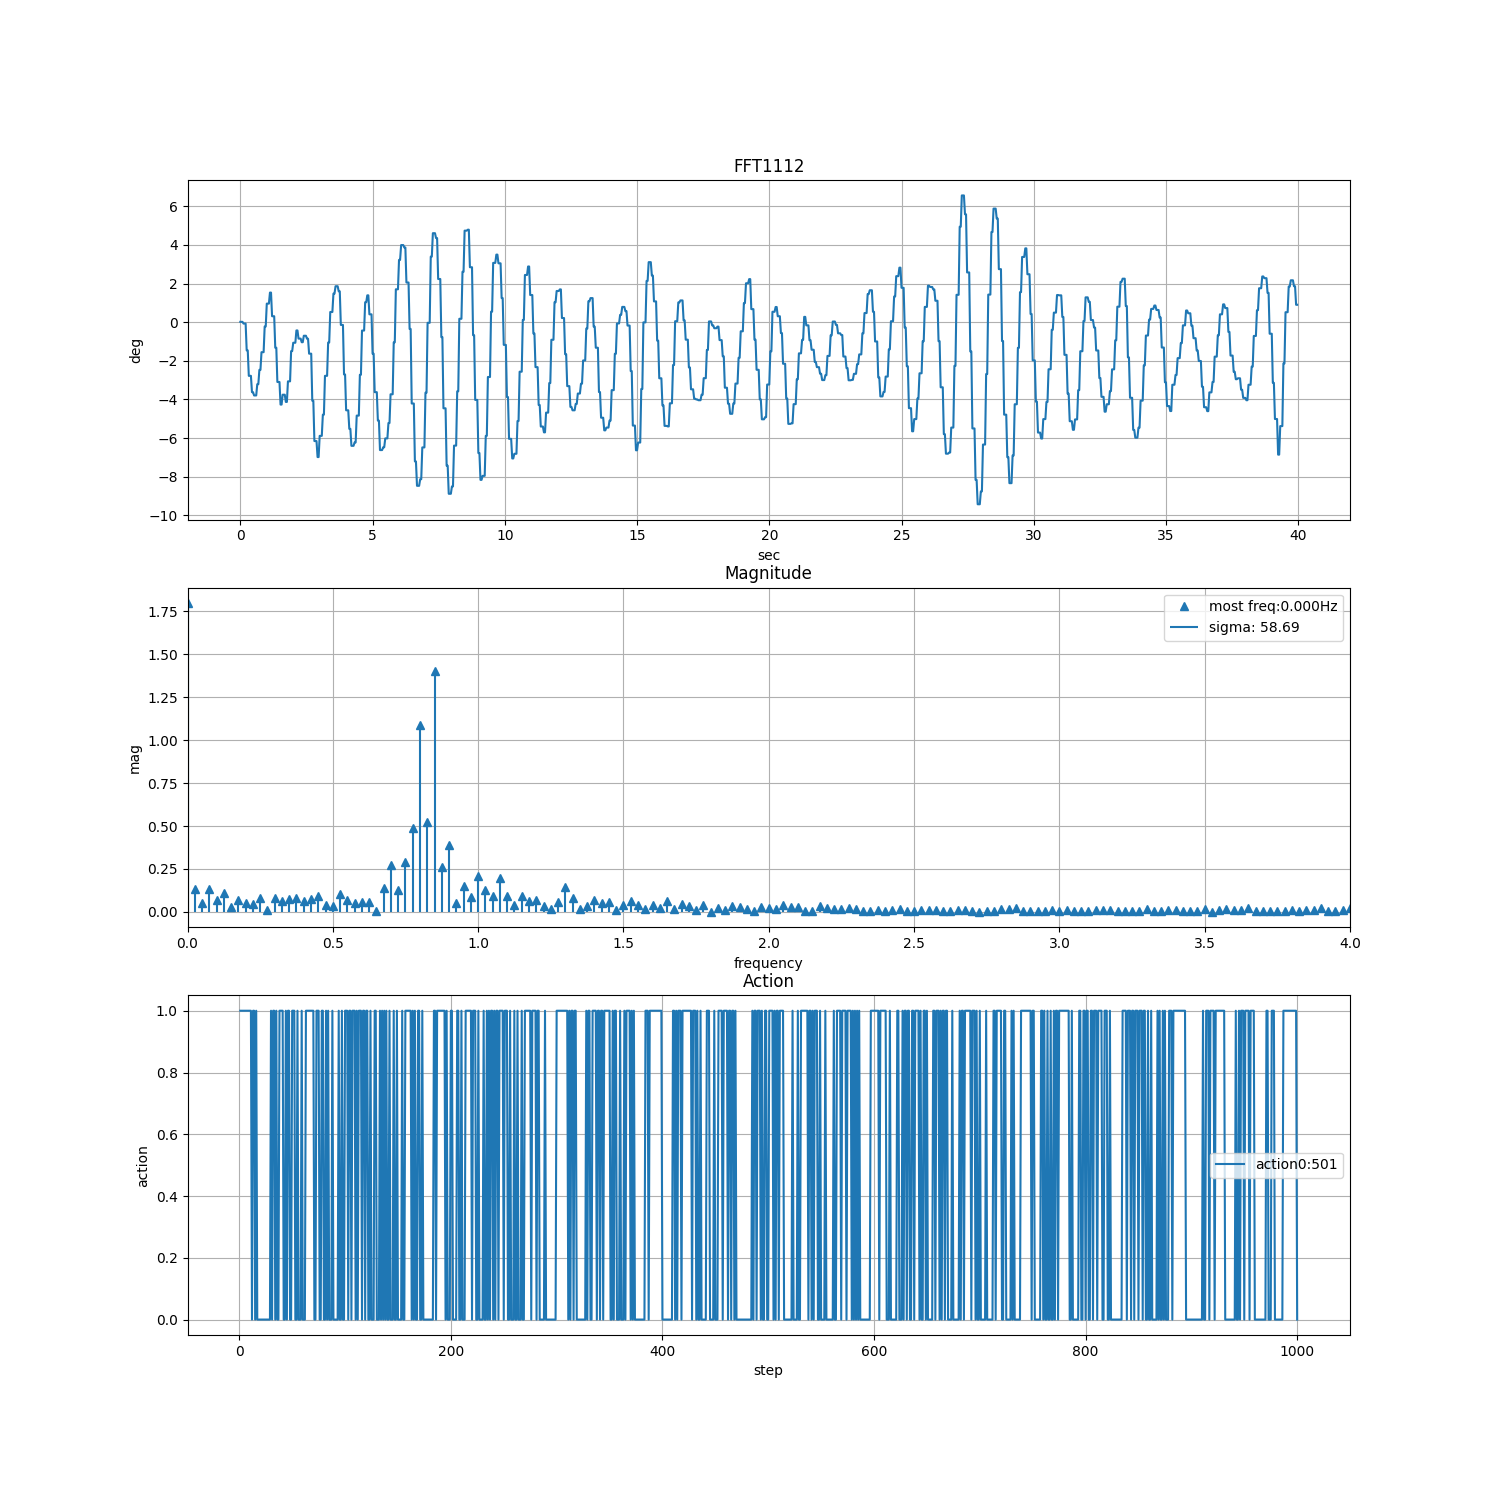 FFT1112
6
4
2
0
−2
−4
−6
−8
−10
deg
0 5 10 15 20 25 30 35 40
sec
Magnitude
1.75
1.50
1.25
1.00
0.75
0.50
0.25
0.00
mag
most freq:0.000Hz
sigma: 58.69
0.0 0.5 1.0 1.5 2.0 2.5 3.0 3.5 4.0
frequency
Action
1.0
0.8
0.6
0.4
0.2
0.0
action
action0:501
0 200 400 600 800 1000
step